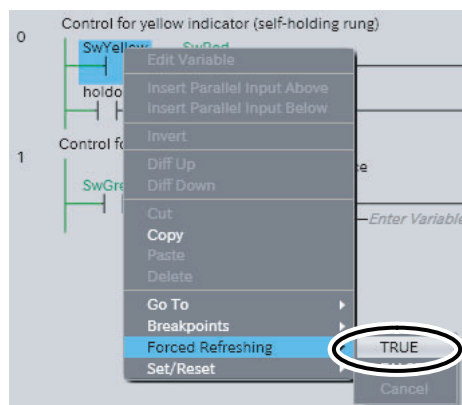 Control for yellow indicator (self-holding rung)
0
SwYellow SwRed
Edit Variable
Insert Parallel Input Above
holdo
Insert Parallel Input Below
Invert
Control fo
1
Diff Up
e
SwGre
Diff Down
Cut
Enter Variable
Copy
Paste
Delete
Go To
Breakpoints
Forced Refreshing
TRUE
Set/Reset
Cancel